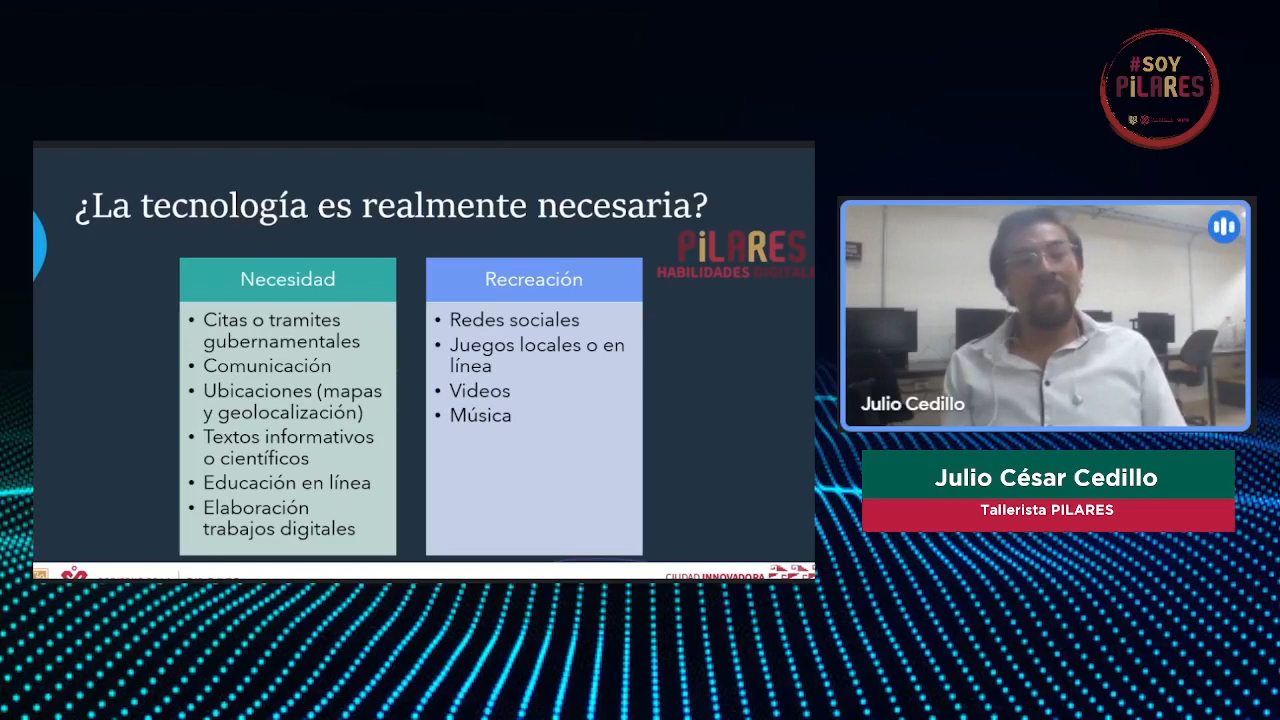 #SOY
PiLARES
¿La tecnología es realmente necesaria?
PiLARES
HABILIDADES DIGITALE
Necesidad
• Citas o tramites
gubernamentales
• Comunicación
• Ubicaciones (mapas
y geolocalización)
• Textos informativos
o científicos
• Educación en línea
• Elaboración
trabajos digitales
Recreación
• Redes sociales
• Juegos locales o en
línea
• Videos
• Música
CIUDAD INNOVADORA
Julio Cedillo
Julio César Cedillo
Tallerista PILARES